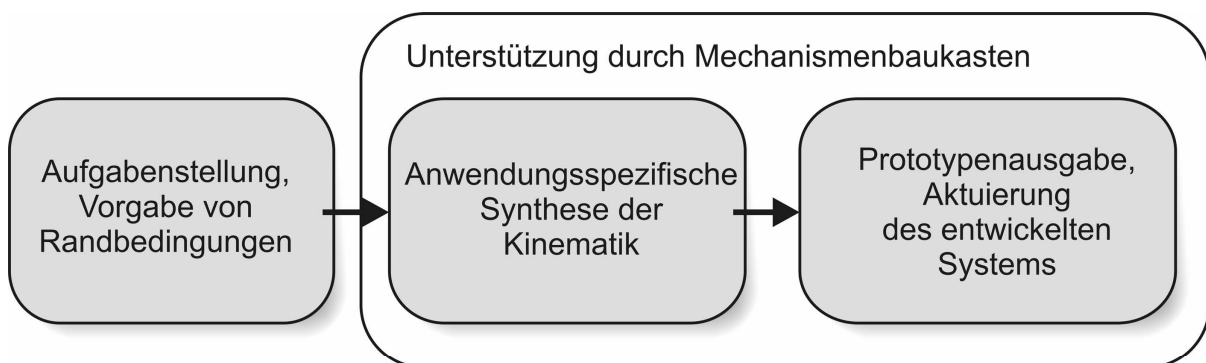 Unterstützung durch Mechanismenbaukasten
Aufgabenstellung,
Vorgabe von
Randbedingungen
Anwendungsspezifische
Synthese der
Kinematik
Prototypenausgabe,
Aktuierung
des entwickelten
Systems